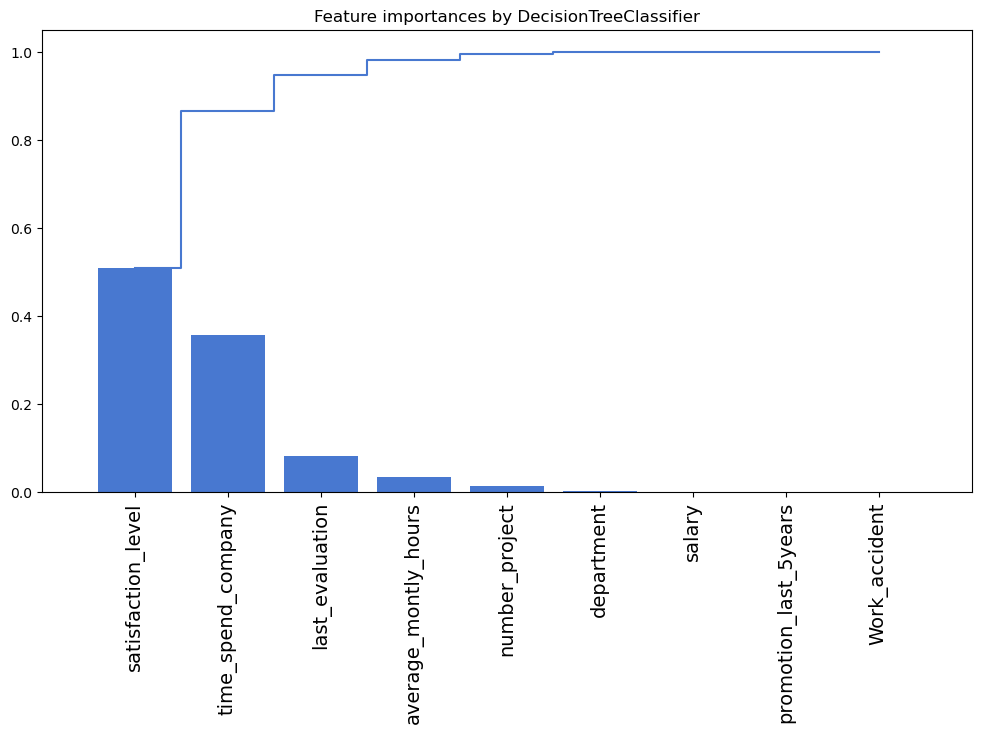 Feature importances by DecisionTreeClassifier
1.0
0.8
0.6
0.4
0.2
0.0
satisfaction_level
time_spend_company
last_evaluation
average_montly_hours
number_project
department
salary
promotion_last_5years
Work_accident